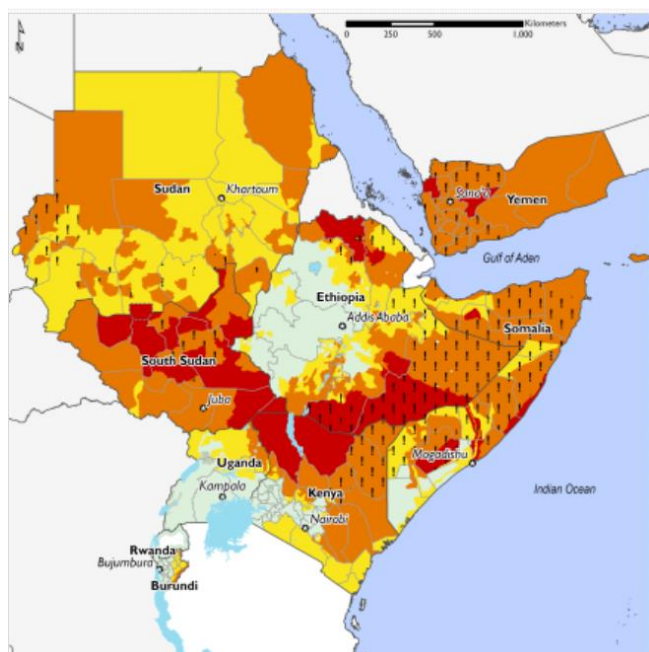 Kilometers
0 250 500 1,000
N
Sudan
Khartoum
Sana'a
Yemen
Gulf of Aden
Ethiopia
Addis Ababa
Somalia
South Sudan
Juba
Uganda
Mogadishu
Kampala
Kenya
Nairobi
Indian Ocean
Rwanda
Bujumbura
Burundi